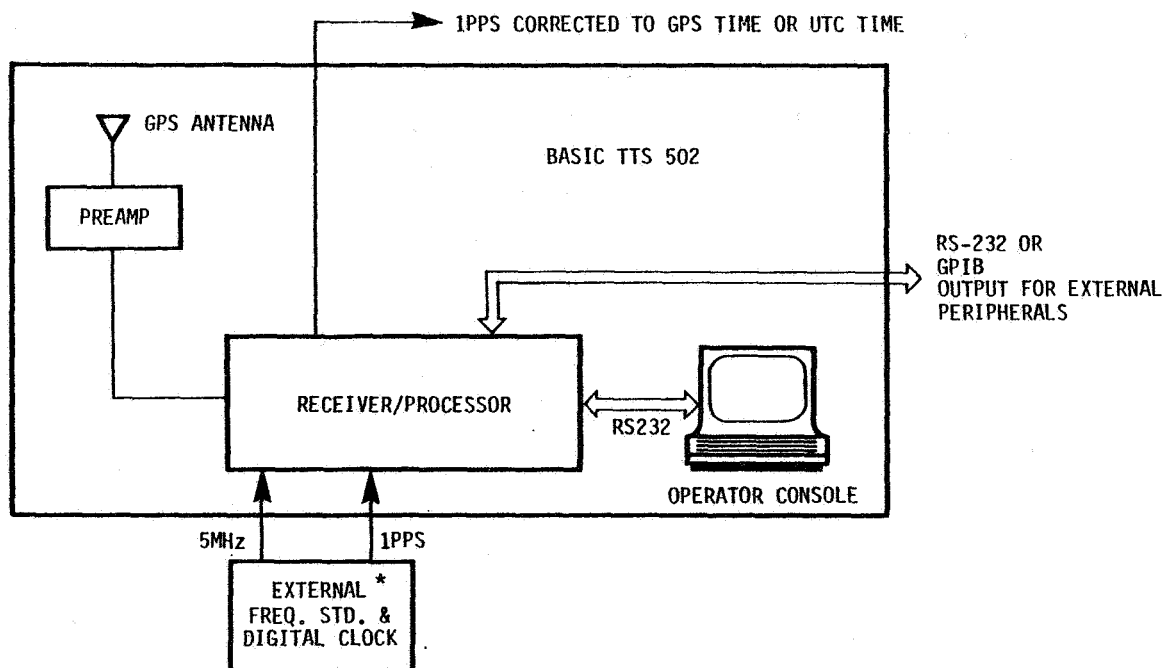 1PPS CORRECTED TO GPS TIME OR UTC TIME
GPS ANTENNA
BASIC TTS 502
PREAMP
RS-232 OR
GPIB
OUTPUT FOR EXTERNAL
PERIPHERALS
RECEIVER/PROCESSOR
RS232
OPERATOR CONSOLE
5MHz
1PPS
EXTERNAL *
FREQ. STD. &
DIGITAL CLOCK